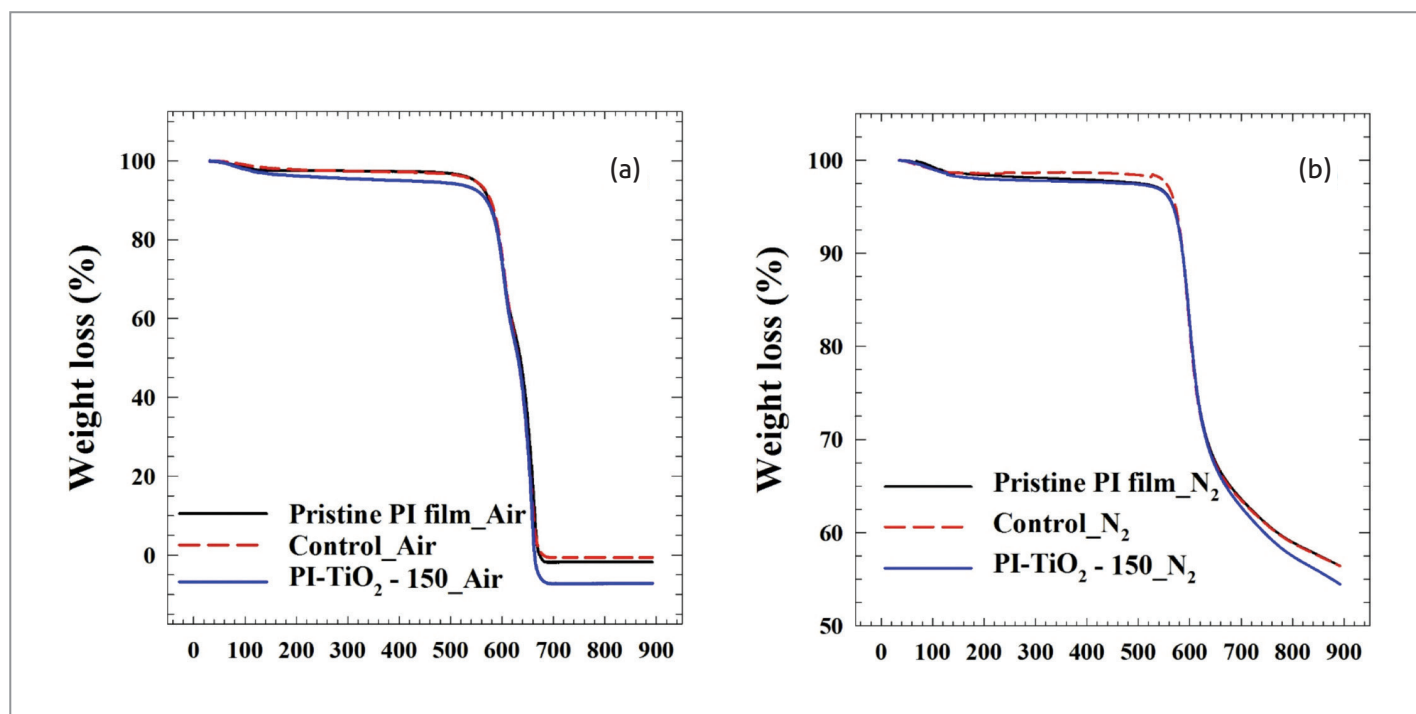 (a)
Weight loss (%)
100
80
60
40
20
0
Pristine PI film_Air
Control_Air
PI-TiO₂ - 150_Air
0 100 200 300 400 500 600 700 800 900
(b)
Weight loss (%)
100
90
80
70
60
50
Pristine PI film_N₂
Control_N₂
PI-TiO₂ - 150_N₂
0 100 200 300 400 500 600 700 800 900